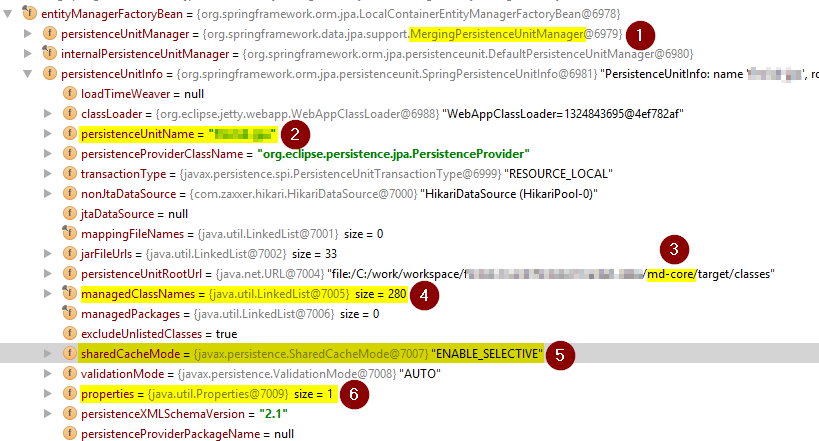 entityManagerFactoryBean = {org.springframework.orm.jpa.LocalContainerEntityManagerFactoryBean@6978}
persistenceUnitManager = {org.springframework.data.jpa.support.MergingPersistenceUnitManager@6979} 1
internalPersistenceUnitManager = {org.springframework.orm.jpa.persistenceunit.DefaultPersistenceUnitManager@6980}
persistenceUnitInfo = {org.springframework.orm.jpa.persistenceunit.SpringPersistenceUnitInfo@6981} "PersistenceUnitInfo: name '
loadTimeWeaver = null
classLoader = {org.eclipse.jetty.webapp.WebAppClassLoader@6988} "WebAppClassLoader=1324843695@4ef782af"
persistenceUnitName = " " 2
persistenceProviderClassName = "org.eclipse.persistence.jpa.PersistenceProvider"
transactionType = {javax.persistence.spi.PersistenceUnitTransactionType@6999} "RESOURCE_LOCAL"
nonJtaDataSource = {com.zaxxer.hikari.HikariDataSource@7000} "HikariDataSource (HikariPool-0)"
jtaDataSource = null
mappingFileNames = {java.util.LinkedList@7001} size = 0
jarFileUrls = {java.util.LinkedList@7002} size = 33
3
persistenceUnitRootUrl = {java.net.URL@7004} "file:/C:/work/workspace/ /md-core/target/classes"
managedClassNames = {java.util.LinkedList@7005} size = 280 4
managedPackages = {java.util.LinkedList@7006} size = 0
excludeUnlistedClasses = true
sharedCacheMode = {javax.persistence.SharedCacheMode@7007} "ENABLE_SELECTIVE" 5
validationMode = {javax.persistence.ValidationMode@7008} "AUTO"
properties = {java.util.Properties@7009} size = 1 6
persistenceXMLSchemaVersion = "2.1"
persistenceProviderPackageName = null